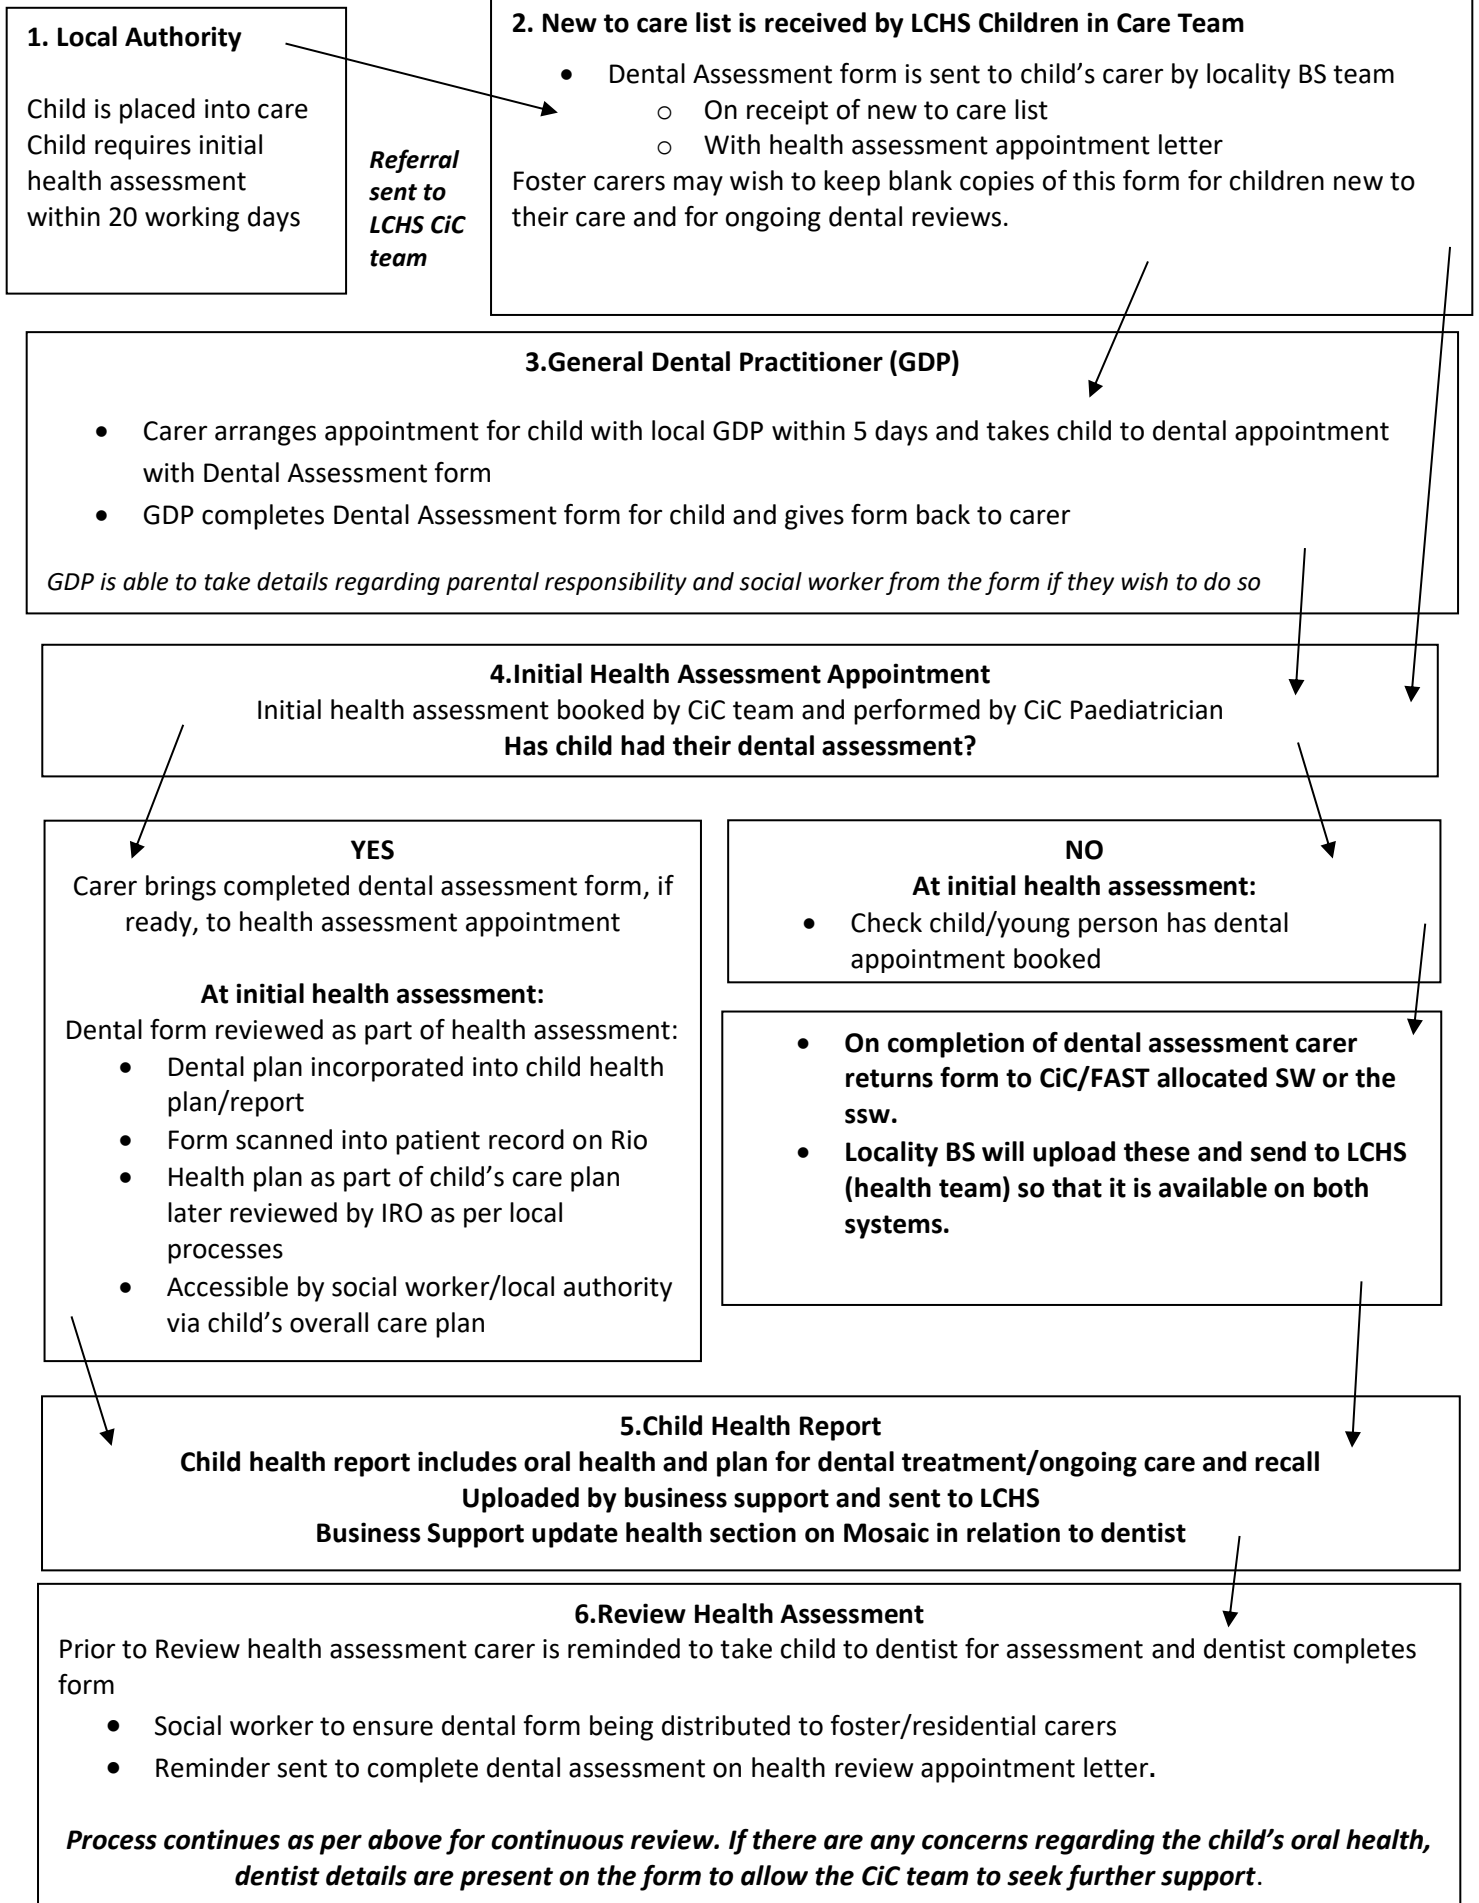 1. Local Authority
Child is placed into care
Child requires initial
health assessment
within 20 working days
Referral
sent to
LCHS CiC
team
2. New to care list is received by LCHS Children in Care Team
• Dental Assessment form is sent to child’s carer by locality BS team
o On receipt of new to care list
o With health assessment appointment letter
Foster carers may wish to keep blank copies of this form for children new to
their care and for ongoing dental reviews.
3.General Dental Practitioner (GDP)
• Carer arranges appointment for child with local GDP within 5 days and takes child to dental appointment
with Dental Assessment form
• GDP completes Dental Assessment form for child and gives form back to carer
GDP is able to take details regarding parental responsibility and social worker from the form if they wish to do so
4.Initial Health Assessment Appointment
Initial health assessment booked by CiC team and performed by CiC Paediatrician
Has child had their dental assessment?
YES
Carer brings completed dental assessment form, if
ready, to health assessment appointment
At initial health assessment:
Dental form reviewed as part of health assessment:
• Dental plan incorporated into child health
plan/report
• Form scanned into patient record on Rio
• Health plan as part of child’s care plan
later reviewed by IRO as per local
processes
• Accessible by social worker/local authority
via child’s overall care plan
NO
At initial health assessment:
• Check child/young person has dental
appointment booked
• On completion of dental assessment carer
returns form to CiC/FAST allocated SW or the
ssw.
• Locality BS will upload these and send to LCHS
(health team) so that it is available on both
systems.
5.Child Health Report
Child health report includes oral health and plan for dental treatment/ongoing care and recall
Uploaded by business support and sent to LCHS
Business Support update health section on Mosaic in relation to dentist
6.Review Health Assessment
Prior to Review health assessment carer is reminded to take child to dentist for assessment and dentist completes
form
• Social worker to ensure dental form being distributed to foster/residential carers
• Reminder sent to complete dental assessment on health review appointment letter.
Process continues as per above for continuous review. If there are any concerns regarding the child’s oral health,
dentist details are present on the form to allow the CiC team to seek further support.